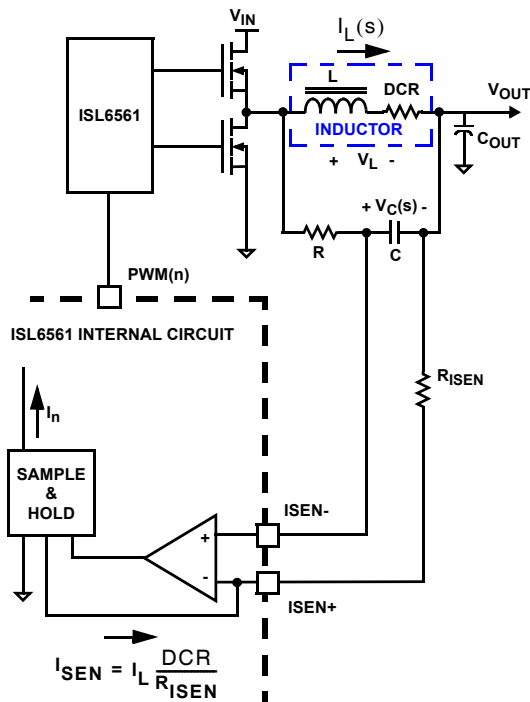 V_IN
I_L(s)
ISL6561
L
DCR
V_OUT
INDUCTOR
C_OUT
+ V_L -
+ V_C(s) -
R
C
PWM(n)
ISL6561 INTERNAL CIRCUIT
R_ISEN
I_n
SAMPLE
&
HOLD
ISEN-
+
-
ISEN+
I_SEN = I_L DCR / R_ISEN